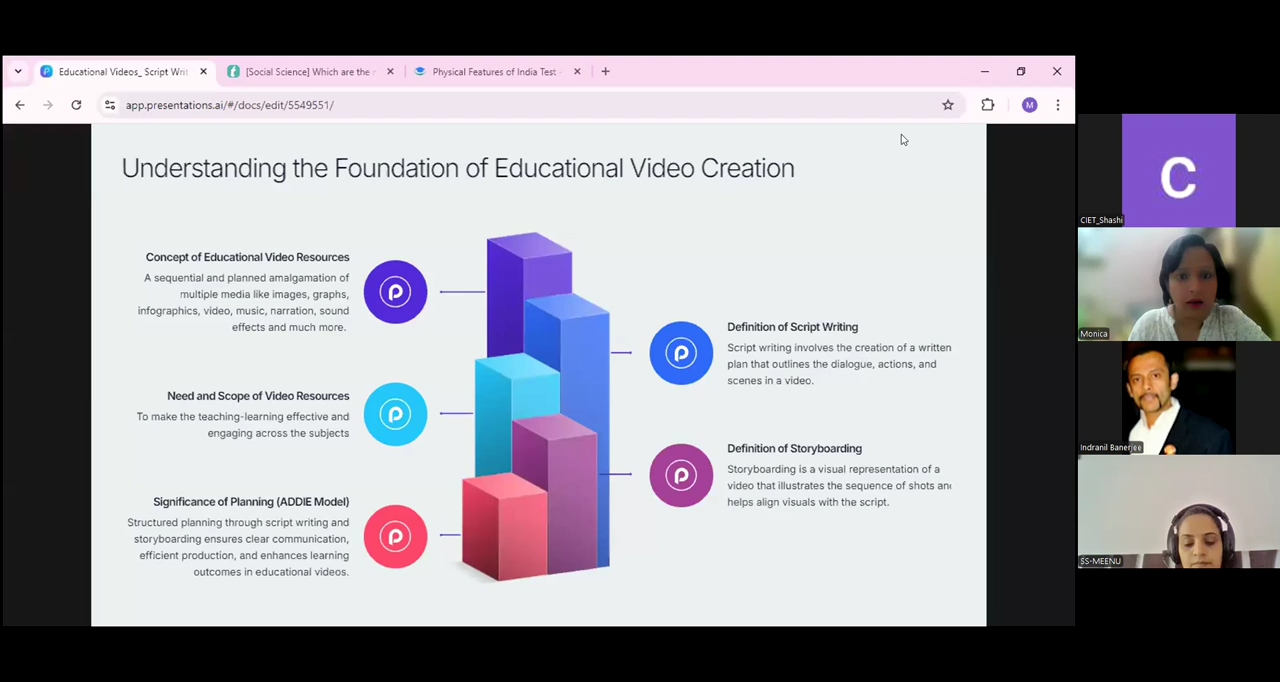 Educational Videos_ Script Writ
[Social Science] Which are the r
Physical Features of India Test -
app.presentations.ai/#/docs/edit/5549551/
M
Understanding the Foundation of Educational Video Creation
Concept of Educational Video Resources
A sequential and planned amalgamation of
multiple media like images, graphs,
infographics, video, music, narration, sound
effects and much more.
Need and Scope of Video Resources
To make the teaching-learning effective and
engaging across the subjects
Significance of Planning (ADDIE Model)
Structured planning through script writing and
storyboarding ensures clear communication,
efficient production, and enhances learning
outcomes in educational videos.
Definition of Script Writing
Script writing involves the creation of a written
plan that outlines the dialogue, actions, and
scenes in a video.
Definition of Storyboarding
Storyboarding is a visual representation of a
video that illustrates the sequence of shots and
helps align visuals with the script.
C
CIET_Shashi
Monica
Indranil Banerjee
SS-MEENU